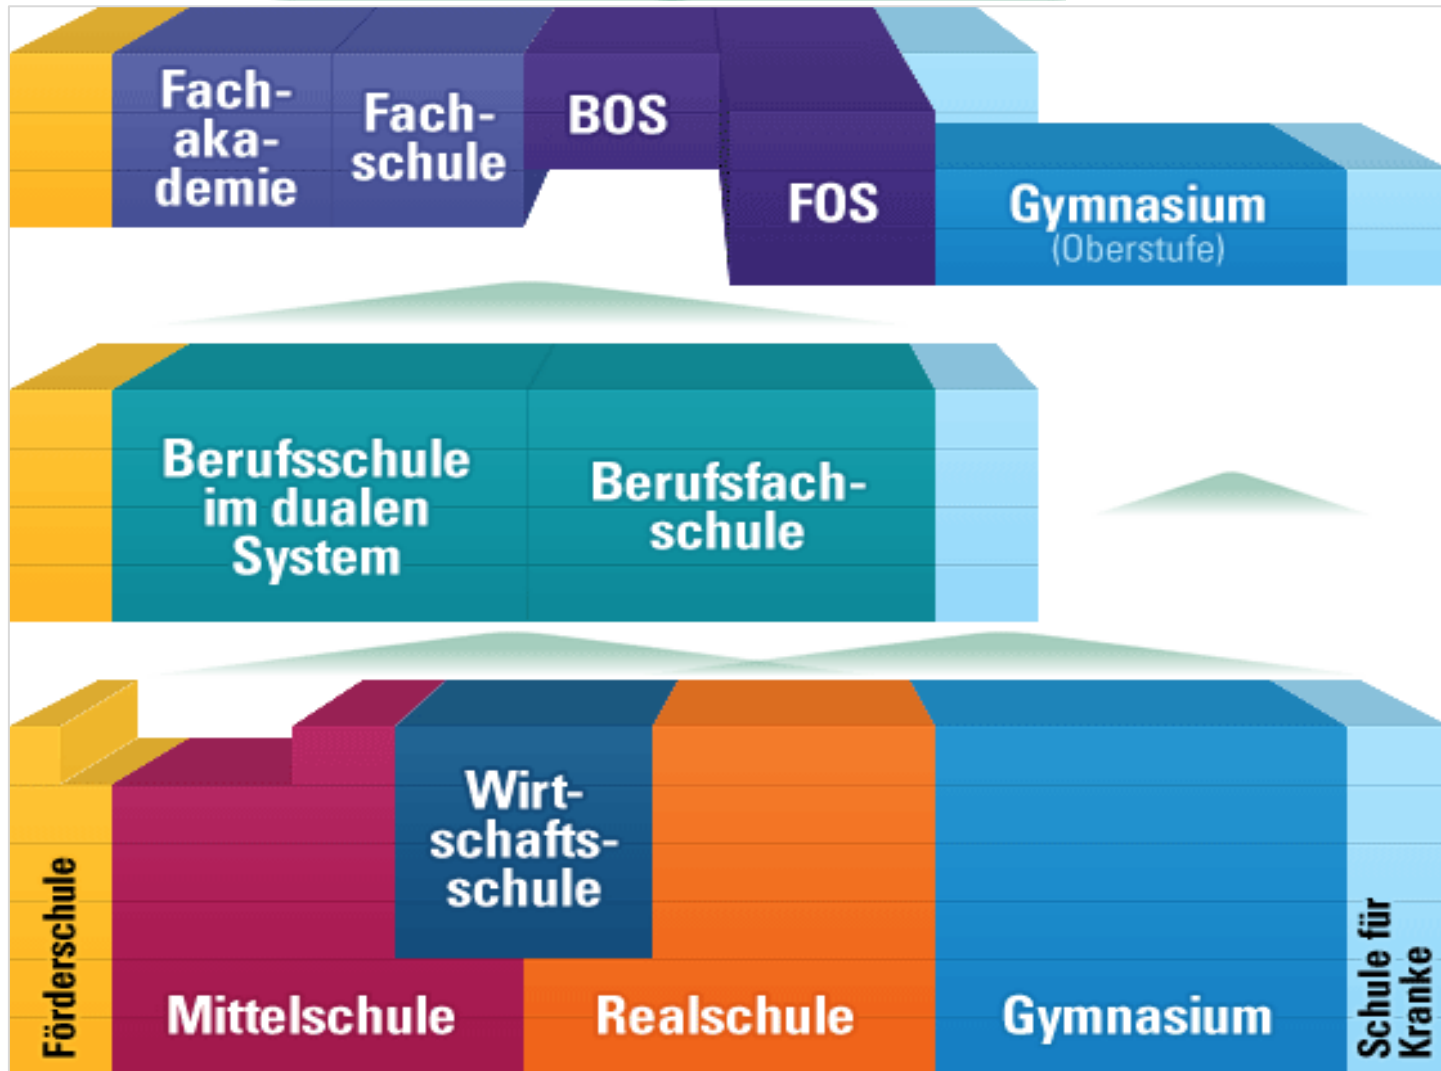 Fach-
aka-
demie
Fach-
schule
BOS
FOS
Gymnasium
(Oberstufe)
Berufsschule
im dualen
System
Berufsfach-
schule
Förderschule
Mittelschule
Wirt-
schafts-
schule
Realschule
Gymnasium
Schule für
Kranke